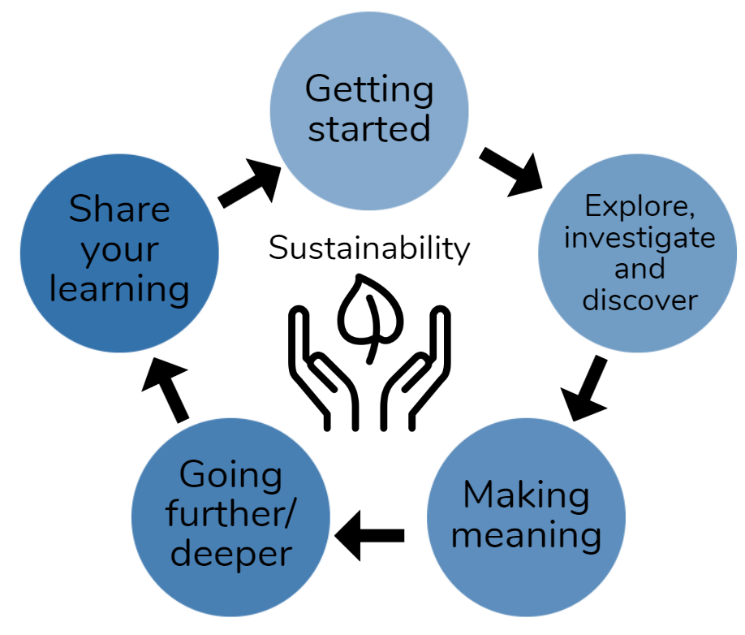 Getting
started
Explore,
investigate
and
discover
Making
meaning
Going
further/
deeper
Share
your
learning
Sustainability